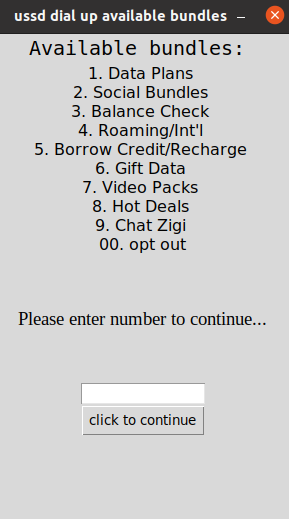 ussd dial up available bundles
Available bundles:
1. Data Plans
2. Social Bundles
3. Balance Check
4. Roaming/Int'l
5. Borrow Credit/Recharge
6. Gift Data
7. Video Packs
8. Hot Deals
9. Chat Zigi
00. opt out
Please enter number to continue...
click to continue